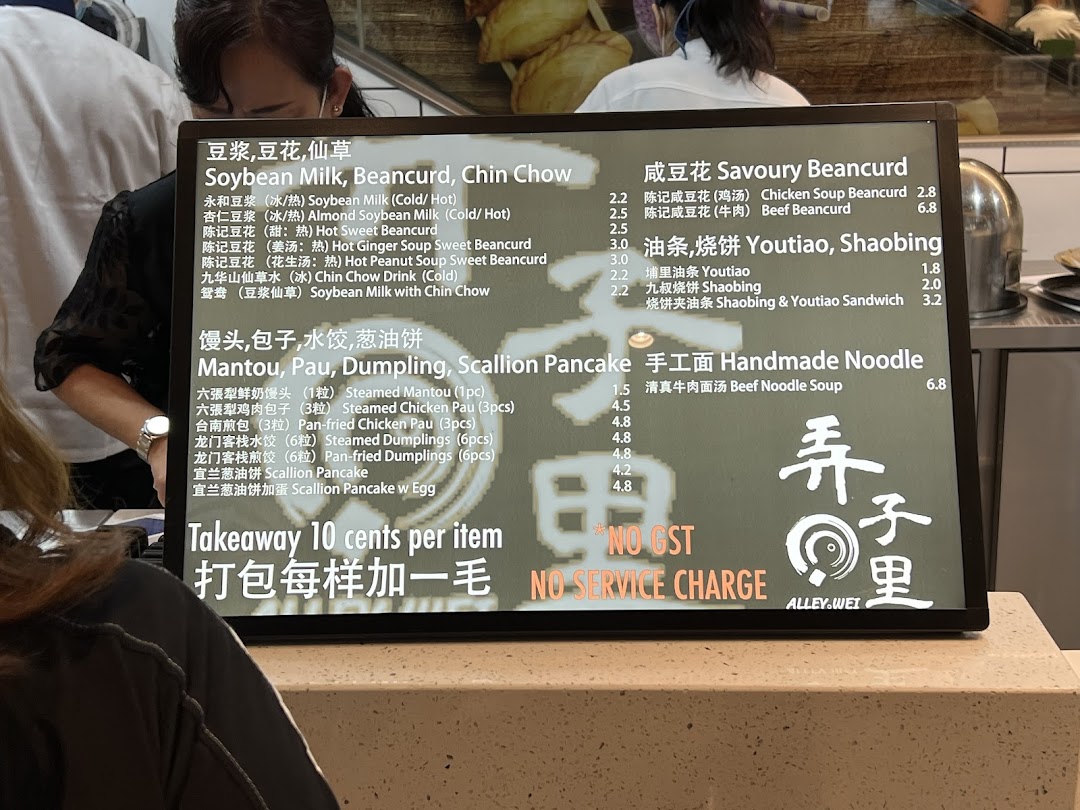 豆浆,豆花,仙草
Soybean Milk, Beancurd, Chin Chow
永和豆浆（冰/热) Soybean Milk (Cold/ Hot) 2.2
杏仁豆浆（冰/热) Almond Soybean Milk (Cold/ Hot) 2.5
陈记豆花（甜：热) Hot Sweet Beancurd 2.5
陈记豆花（姜汤：热) Hot Ginger Soup Sweet Beancurd 3.0
陈记豆花（花生汤：热) Hot Peanut Soup Sweet Beancurd 3.0
九华山仙草水（冰) Chin Chow Drink (Cold) 2.2
鸳鸯（豆浆仙草）Soybean Milk with Chin Chow 2.2
馒头,包子,水饺,葱油饼
Mantou, Pau, Dumpling, Scallion Pancake
六張犁鲜奶馒头（1粒） Steamed Mantou (1pc) 1.5
六張犁鸡肉包子（3粒） Steamed Chicken Pau (3pcs) 4.5
台南煎包（3粒）Pan-fried Chicken Pau (3pcs) 4.8
龙门客栈水饺（6粒）Steamed Dumplings (6pcs) 4.8
龙门客栈煎饺（6粒）Pan-fried Dumplings (6pcs) 4.8
宜兰葱油饼 Scallion Pancake 4.2
宜兰葱油饼加蛋 Scallion Pancake w Egg 4.8
Takeaway 10 cents per item
打包每样加一毛
咸豆花 Savoury Beancurd
陈记咸豆花 (鸡汤） Chicken Soup Beancurd 2.8
陈记咸豆花 (牛肉） Beef Beancurd 6.8
油条,烧饼 Youtiao, Shaobing
埔里油条 Youtiao 1.8
九叔烧饼 Shaobing 2.0
烧饼夹油条 Shaobing & Youtiao Sandwich 3.2
手工面 Handmade Noodle
清真牛肉面汤 Beef Noodle Soup 6.8
*NO GST
NO SERVICE CHARGE
弄子里
ALLEY WEI
子里
ALLEY WEI